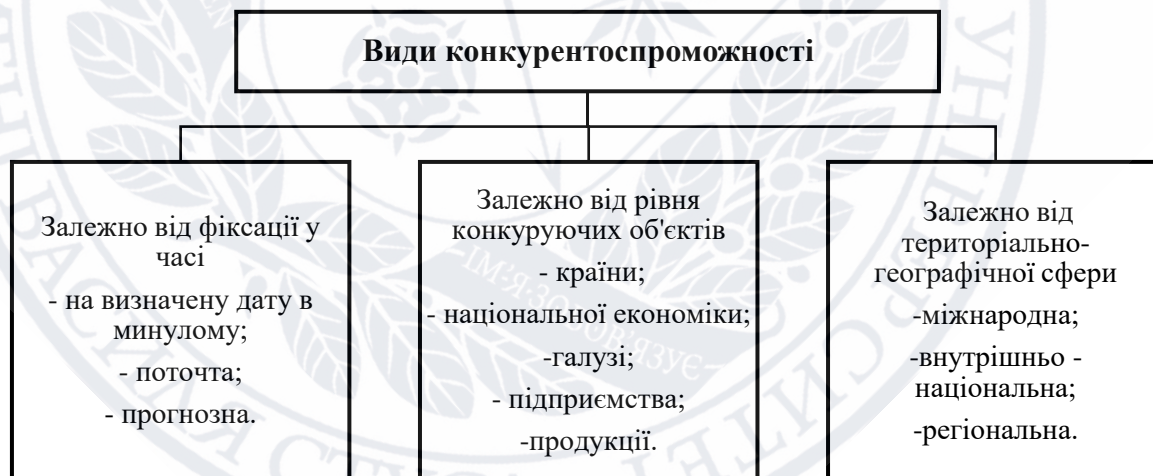 Види конкурентоспроможності
Залежно від фіксації у
часі
- на визначену дату в
минулому;
- поточта;
- прогнозна.
Залежно від рівня
конкуруючих об'єктів
- країни;
- національної економіки;
-галузі;
- підприємства;
-продукції.
Залежно від
територіально-
географічної сфери
-міжнародна;
-внутрішньо -
національна;
-регіональна.